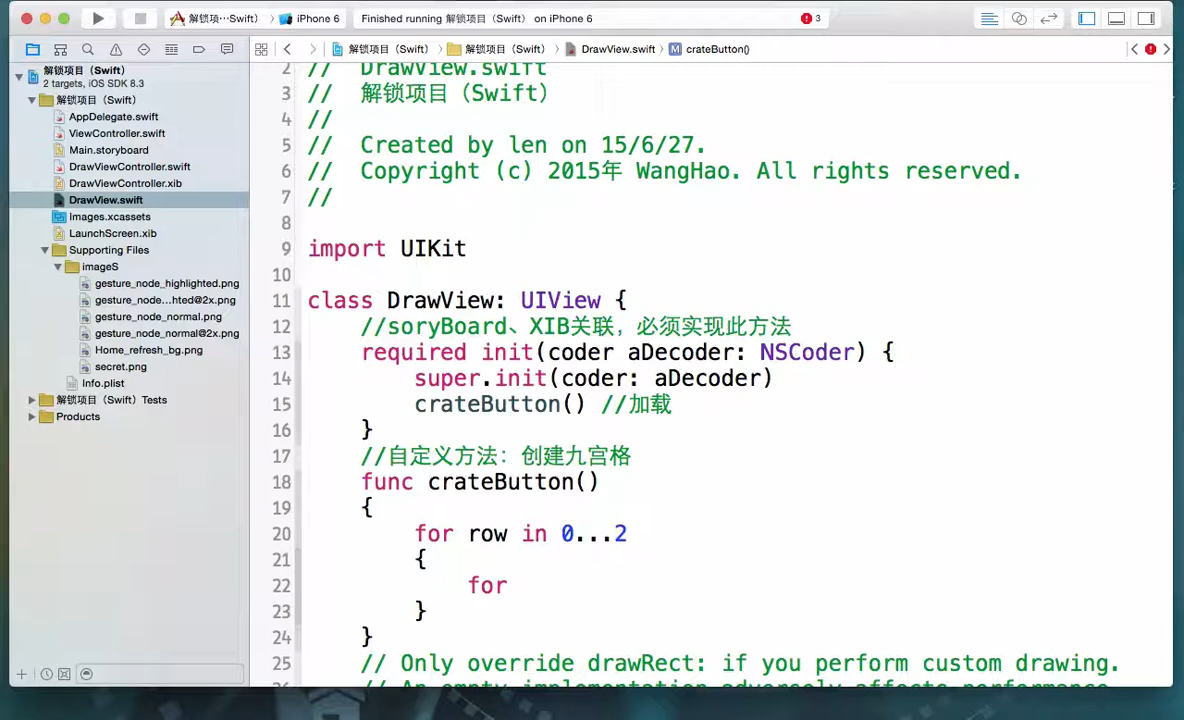 解锁项···Swift） 〉 iPhone 6
Finished running 解锁项目（Swift） on iPhone 6
3
解锁项目（Swift） 〉 解锁项目（Swift） 〉 DrawView.swift 〉 M crateButton()
解锁项目（Swift）
2 targets, iOS SDK 8.3
解锁项目（Swift）
AppDelegate.swift
ViewController.swift
Main.storyboard
DrawViewController.swift
DrawViewController.xib
DrawView.swift
Images.xcassets
LaunchScreen.xib
Supporting Files
imageS
gesture_node_highlighted.png
gesture_node...hted@2x.png
gesture_node_normal.png
gesture_node_normal@2x.png
Home_refresh_bg.png
secret.png
Info.plist
解锁项目（Swift）Tests
Products
2 // DrawView.swift
3 // 解锁项目（Swift）
4 //
5 // Created by len on 15/6/27.
6 // Copyright (c) 2015年 WangHao. All rights reserved.
7 //
8
9 import UIKit
10
11 class DrawView: UIView {
12 //soryBoard、XIB关联，必须实现此方法
13 required init(coder aDecoder: NSCoder) {
14 super.init(coder: aDecoder)
15 crateButton() //加载
16 }
17 //自定义方法：创建九宫格
18 func crateButton()
19 {
20 for row in 0...2
21 {
22 for
23 }
24 }
25 // Only override drawRect: if you perform custom drawing.
26 // An empty implementation adversely affects performance